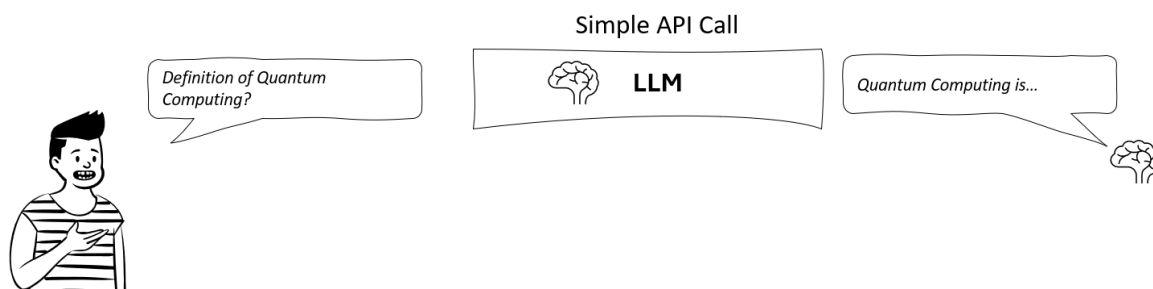 Simple API Call
Definition of Quantum
Computing?
LLM
Quantum Computing is...